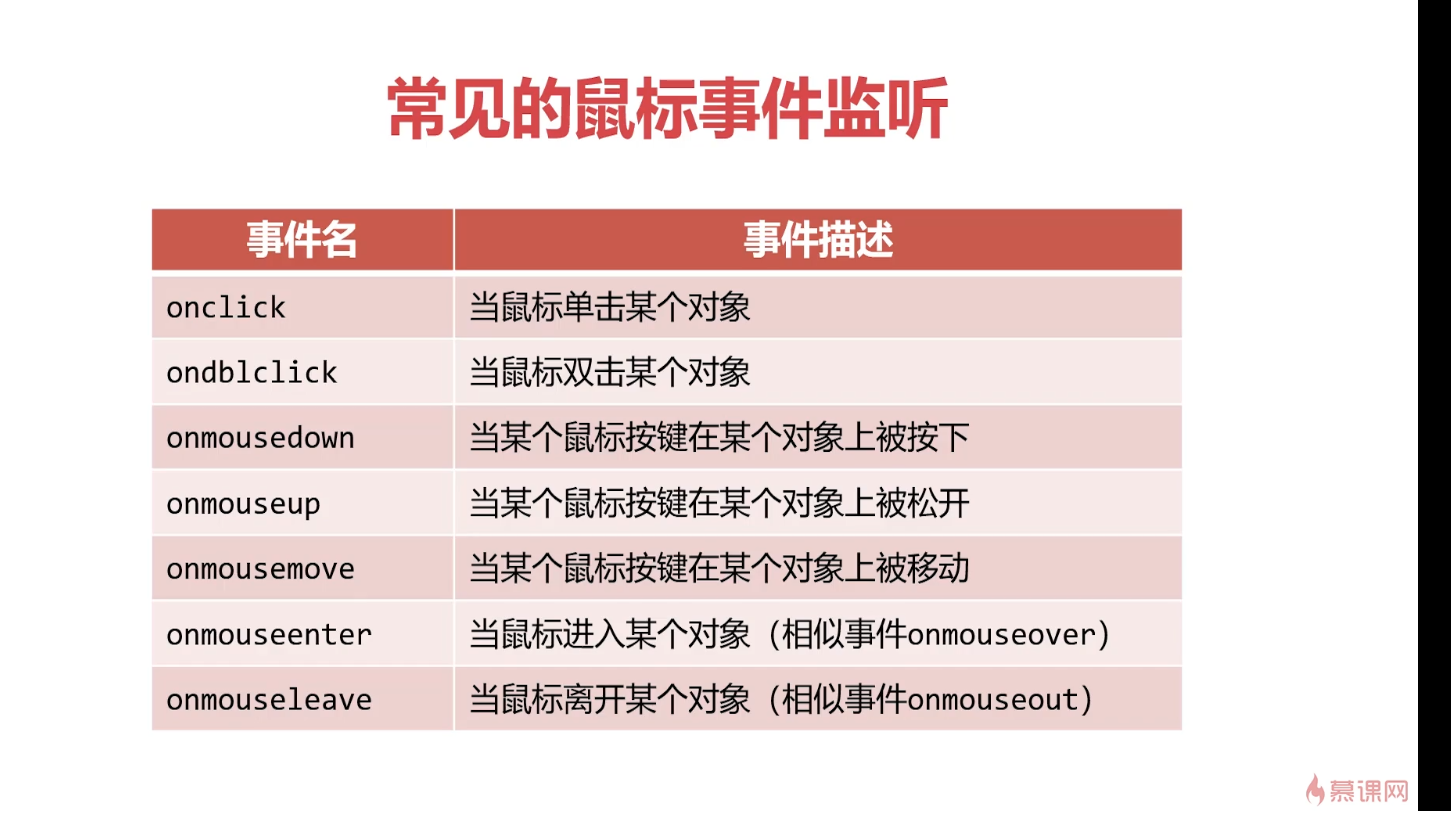 常见的鼠标事件监听
事件名 事件描述
onclick 当鼠标单击某个对象
ondblclick 当鼠标双击某个对象
onmousedown 当某个鼠标按键在某个对象上被按下
onmouseup 当某个鼠标按键在某个对象上被松开
onmousemove 当某个鼠标按键在某个对象上被移动
onmouseenter 当鼠标进入某个对象（相似事件onmouseover）
onmouseleave 当鼠标离开某个对象（相似事件onmouseout）
慕课网